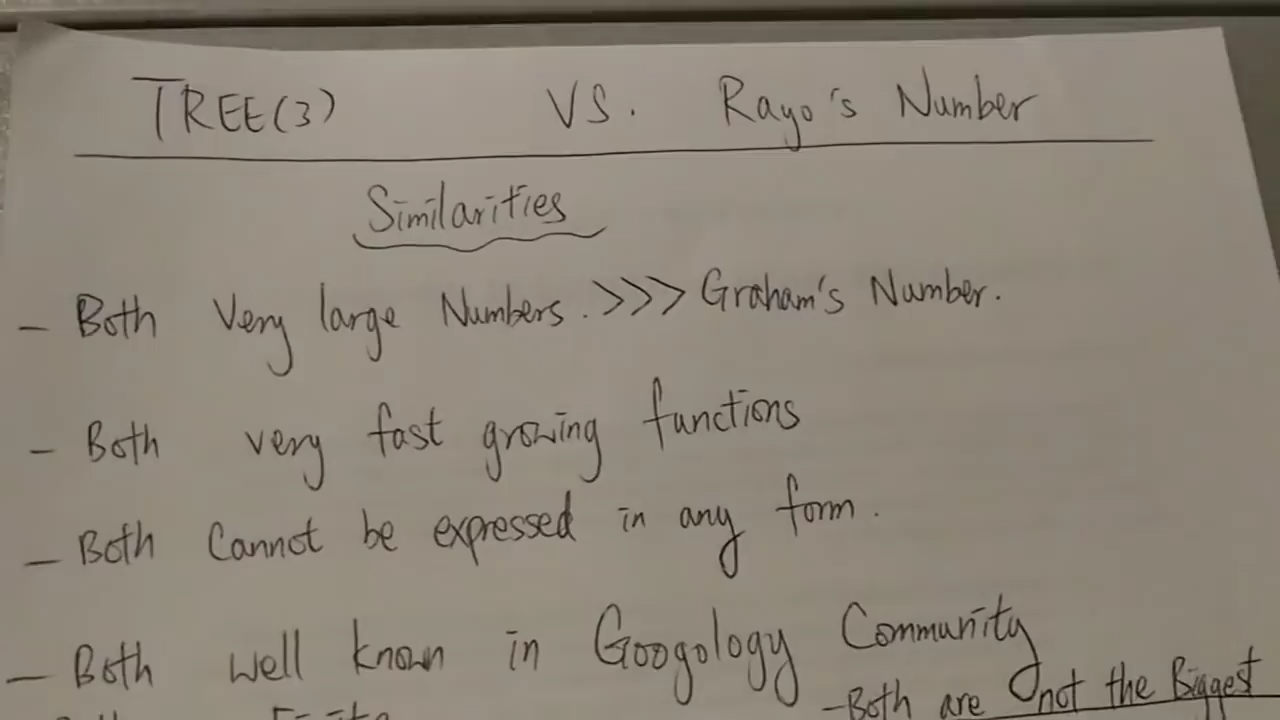 TREE(3) VS. Rayo's Number
Similarities
- Both Very large Numbers. >>> Graham's Number.
- Both very fast growing functions
- Both Cannot be expressed in any form.
- Both well known in Googology Community
-Both are not the Biggest